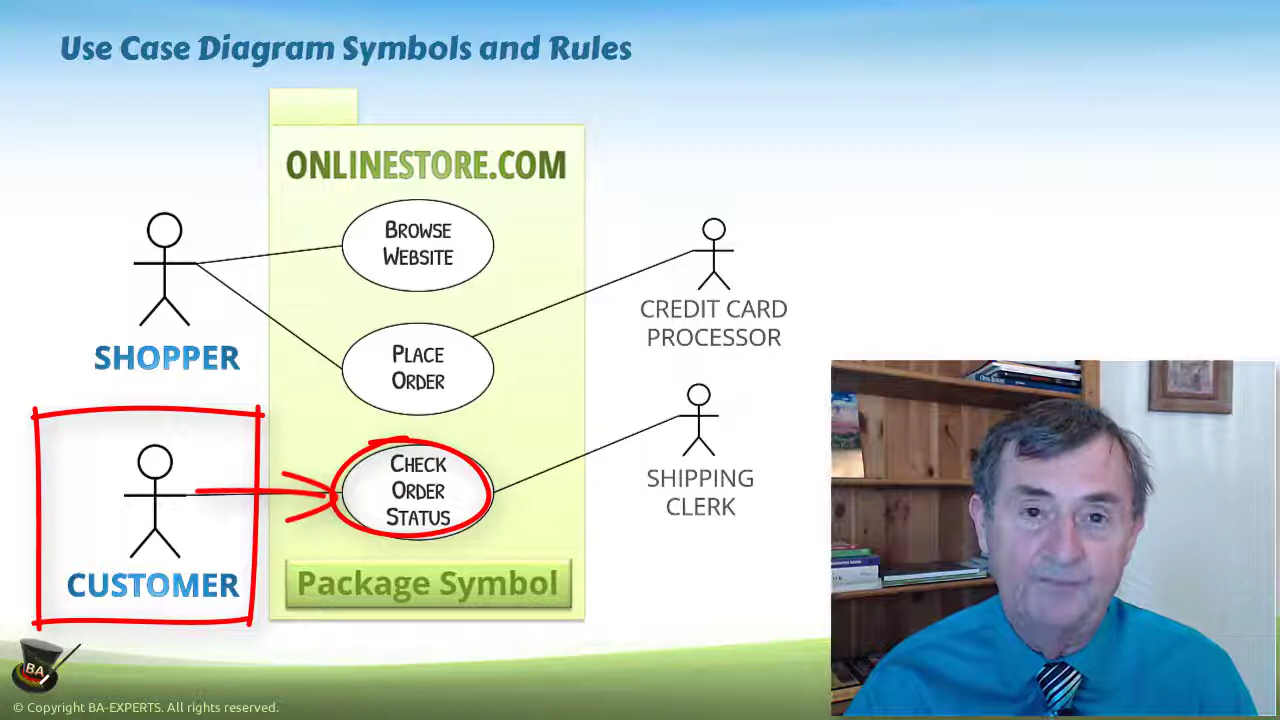 Use Case Diagram Symbols and Rules
ONLINESTORE.COM
BROWSE
WEBSITE
PLACE
ORDER
CHECK
ORDER
STATUS
Package Symbol
SHOPPER
CUSTOMER
CREDIT CARD
PROCESSOR
SHIPPING
CLERK
BA
© Copyright BA-EXPERTS. All rights reserved.